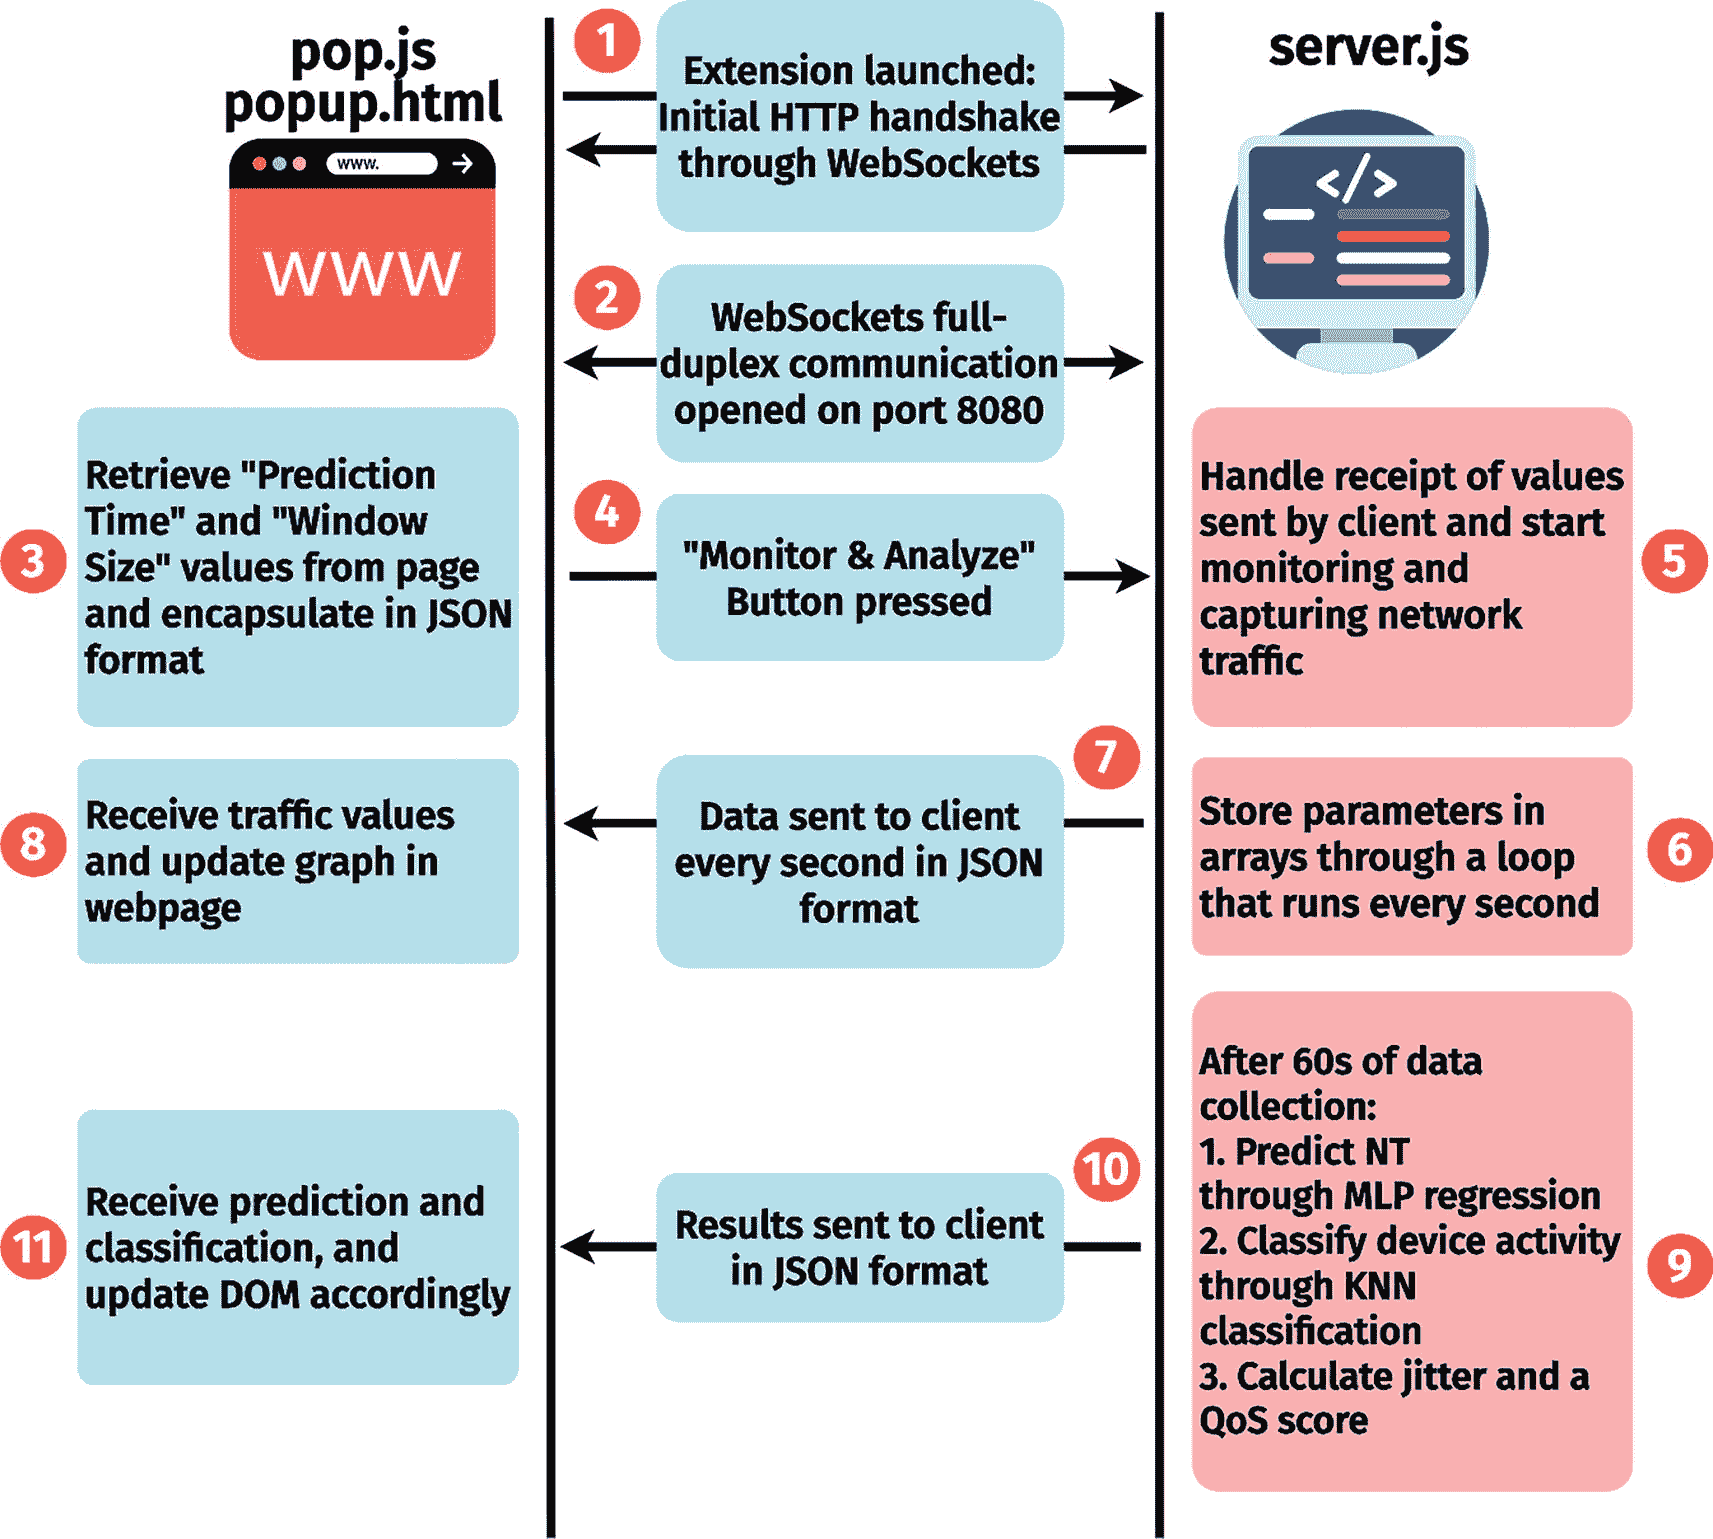 pop.js
popup.html
www.
WWW
server.js
</>
1
Extension launched:
Initial HTTP handshake
through WebSockets
2
WebSockets full-
duplex communication
opened on port 8080
3
Retrieve "Prediction
Time" and "Window
Size" values from page
and encapsulate in JSON
format
4
"Monitor & Analyze"
Button pressed
5
Handle receipt of values
sent by client and start
monitoring and
capturing network
traffic
6
Store parameters in
arrays through a loop
that runs every second
7
Data sent to client
every second in JSON
format
8
Receive traffic values
and update graph in
webpage
9
After 60s of data
collection:
1. Predict NT
through MLP regression
2. Classify device activity
through KNN
classification
3. Calculate jitter and a
QoS score
10
Results sent to client
in JSON format
11
Receive prediction and
classification, and
update DOM accordingly